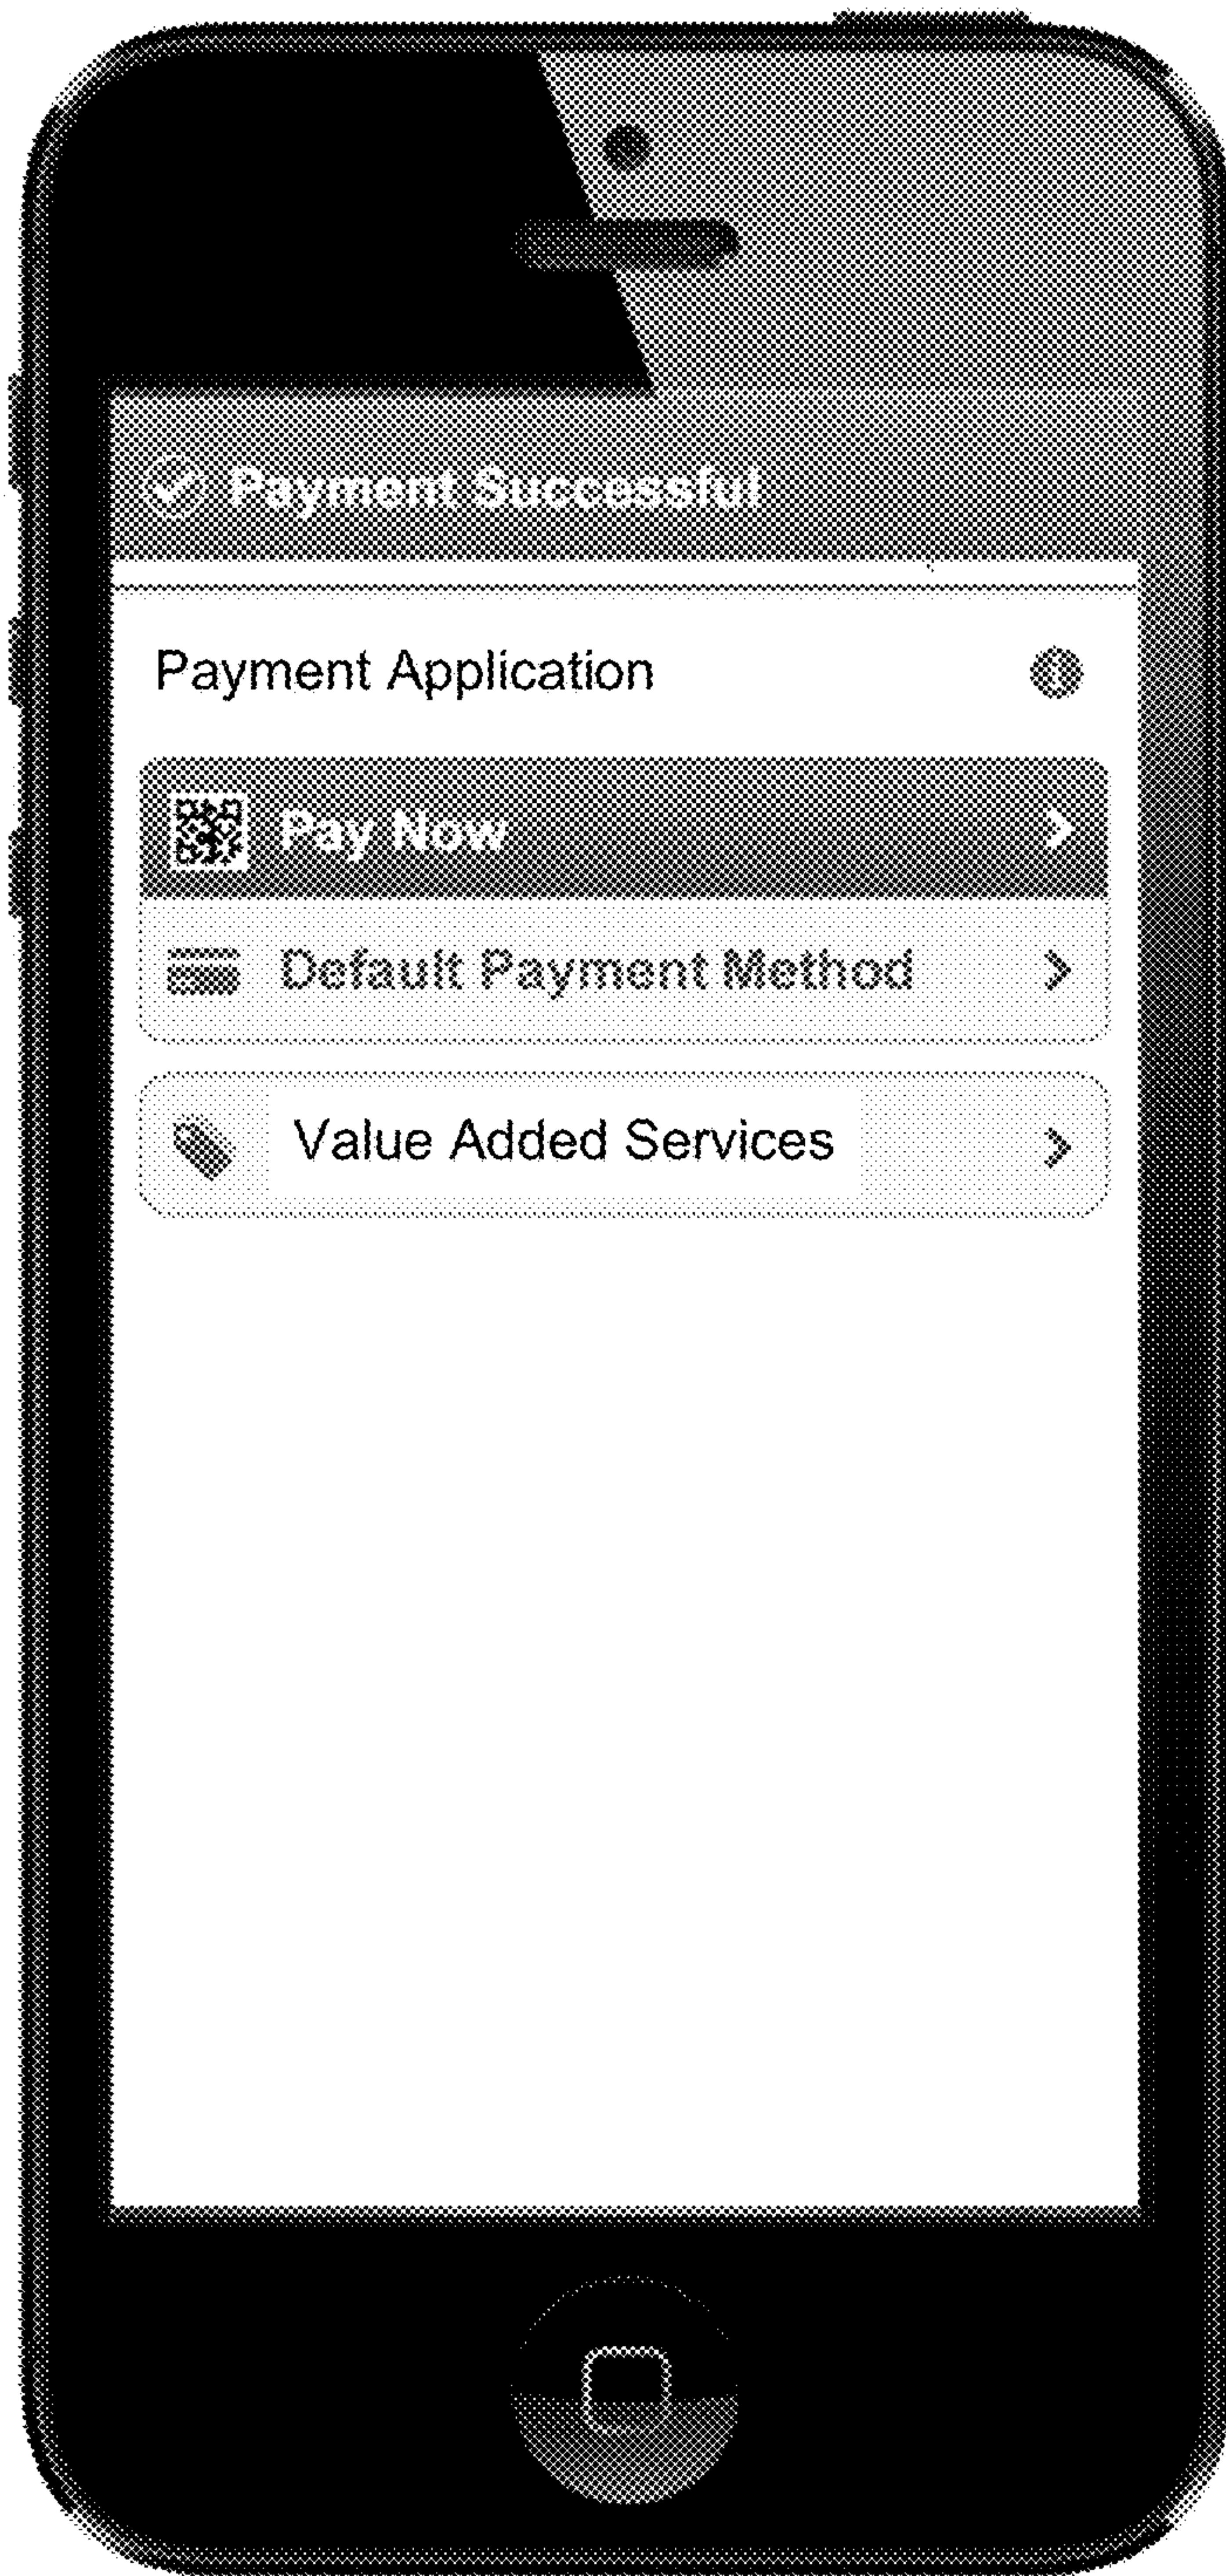 Payment Successful
Payment Application
Pay Now
Default Payment Method
Value Added Services